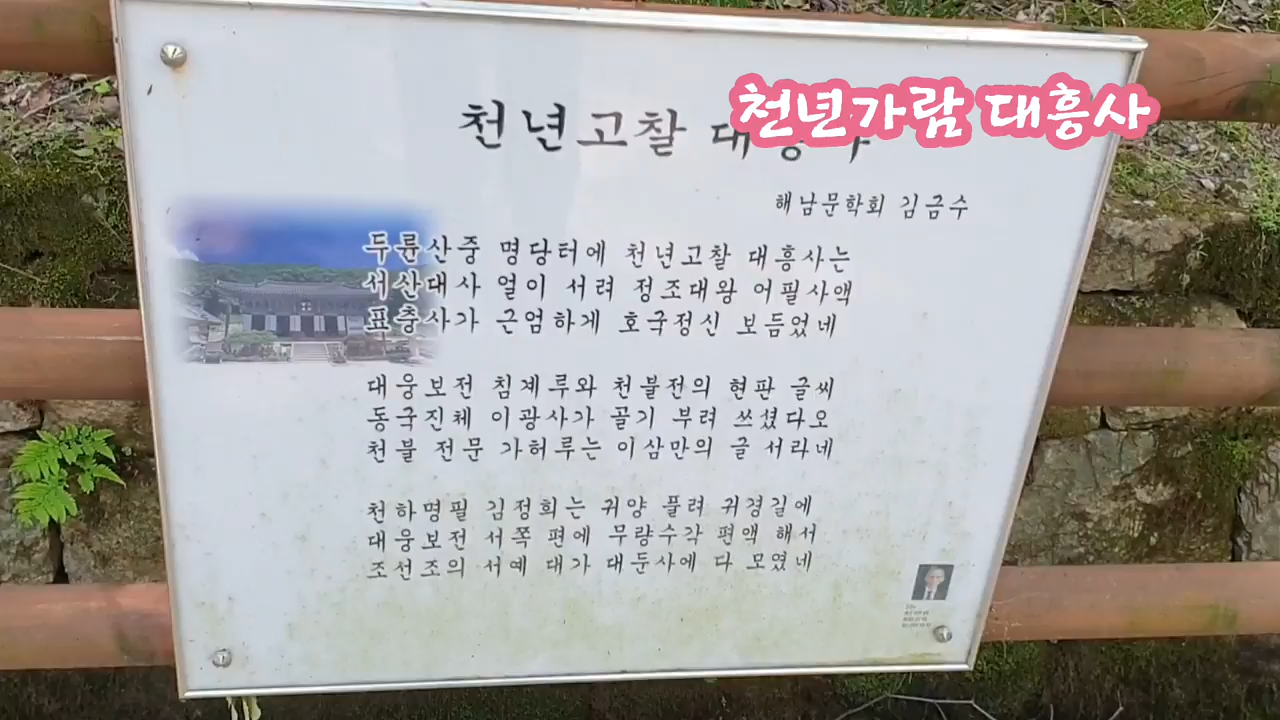 천년가람 대흥사
천년고찰 대흥사
해남문학회 김금수
두륜산중 명당터에 천년고찰 대흥사는
서산대사 얼이 서려 정조대왕 어필사액
표충사가 근엄하게 호국정신 보듬었네
대웅보전 침계루와 천불전의 현판 글씨
동국진체 이광사가 골기 부려 쓰셨다오
천불 전문 가허루는 이삼만의 글 서라네
천하명필 김정희는 귀양 풀려 귀경길에
대웅보전 서쪽 편에 무량수각 편액 해서
조선조의 서예 대가 대둔사에 다 모였네